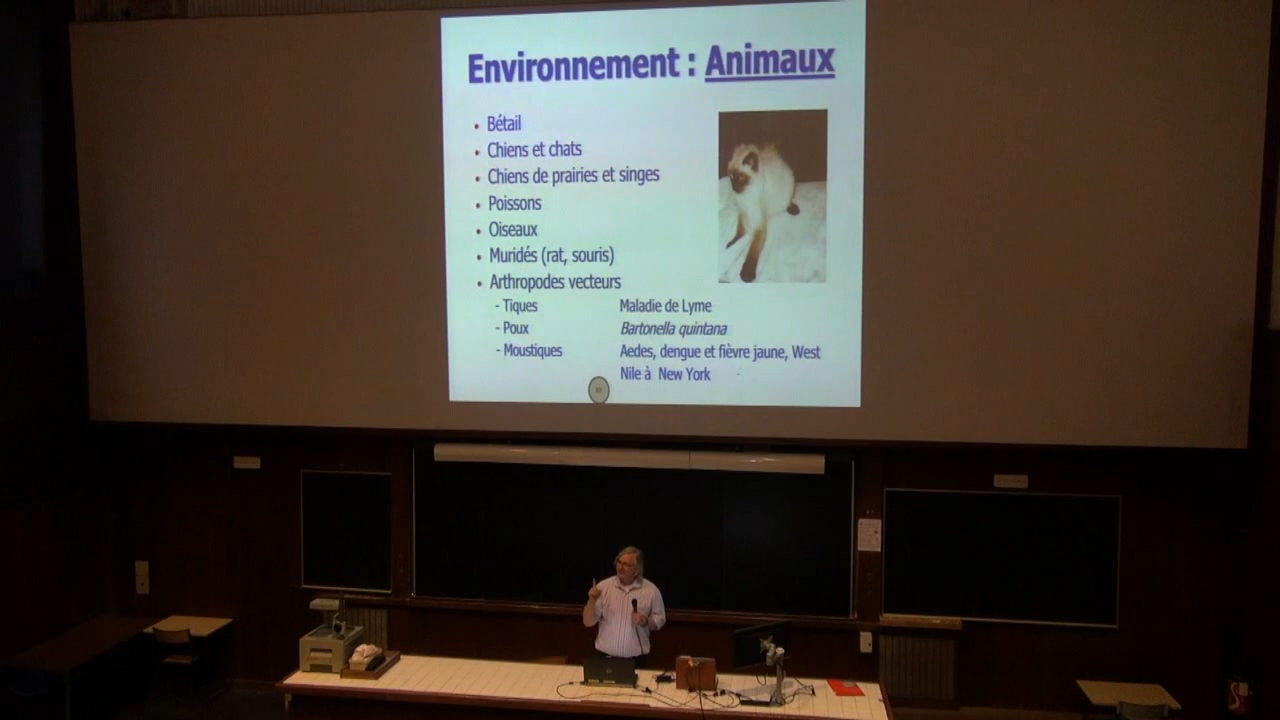 Environnement : Animaux
• Bétail
• Chiens et chats
• Chiens de prairies et singes
• Poissons
• Oiseaux
• Muridés (rat, souris)
• Arthropodes vecteurs
- Tiques Maladie de Lyme
- Poux Bartonella quintana
- Moustiques Aedes, dengue et fièvre jaune, West
Nile à New York